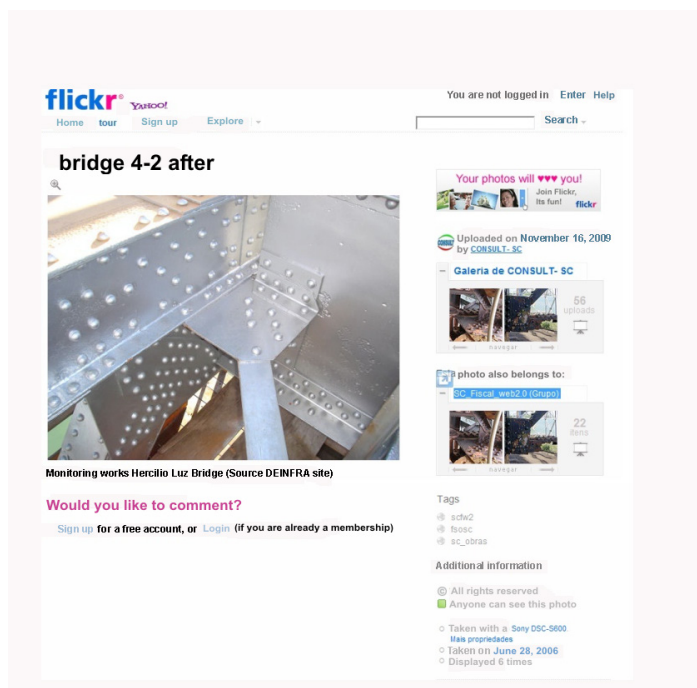 flickr YAHOO!
You are not logged in Enter Help
Home tour Sign up Explore
Search
bridge 4-2 after
Your photos will ♥♥♥ you!
Join Flickr,
Its fun! flickr
CONSULT
Uploaded on November 16, 2009
by CONSULT- SC
Galeria de CONSULT- SC
56
uploads
navegar
photo also belongs to:
SC_Fiscal_web2.0 (Grupo)
22
itens
navegar
Monitoring works Hercilio Luz Bridge (Source DEINFRA site)
Would you like to comment?
Sign up for a free account, or Login (if you are already a membership)
Tags
scfw2
fsosc
sc_obras
Additional information
© All rights reserved
Anyone can see this photo
Taken with a Sony DSC-S600.
Mais propriedades
Taken on June 28, 2006
Displayed 6 times